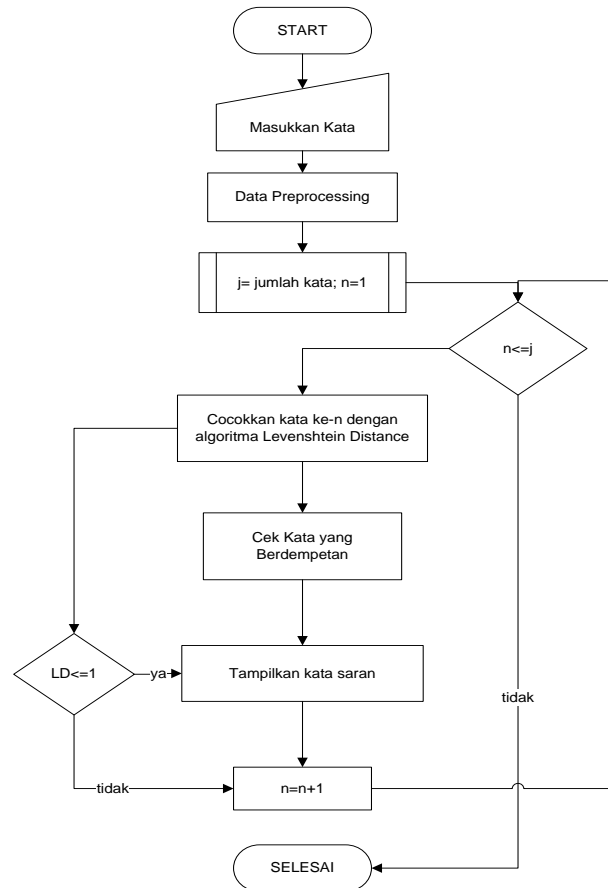 START
Masukkan Kata
Data Preprocessing
j= jumlah kata; n=1
n<=j
Cocokkan kata ke-n dengan
algoritma Levenshtein Distance
Cek Kata yang
Berdempetan
LD<=1
ya
Tampilkan kata saran
tidak
tidak
n=n+1
SELESAI